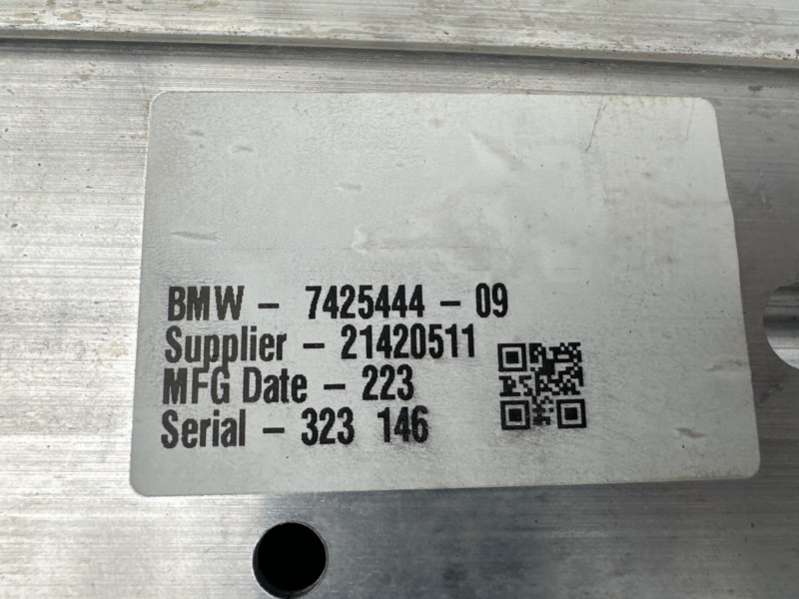 BMW - 7425444 - 09
Supplier - 21420511
MFG Date - 223
Serial - 323 146